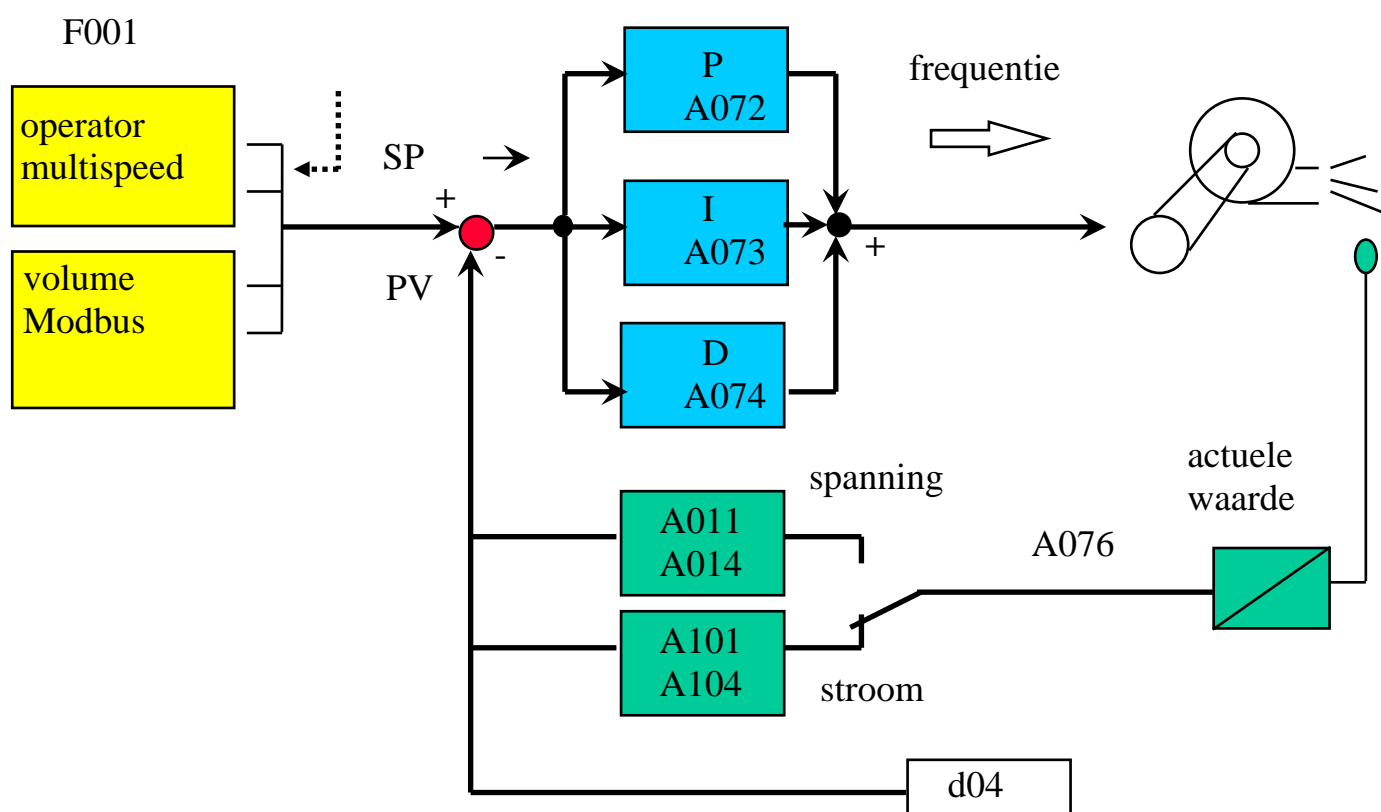 F001
operator
multispeed
volume
Modbus
SP
+
-
PV
P
A072
I
A073
D
A074
+
frequentie
spanning
A011
A014
A101
A104
stroom
A076
actuele
waarde
d04